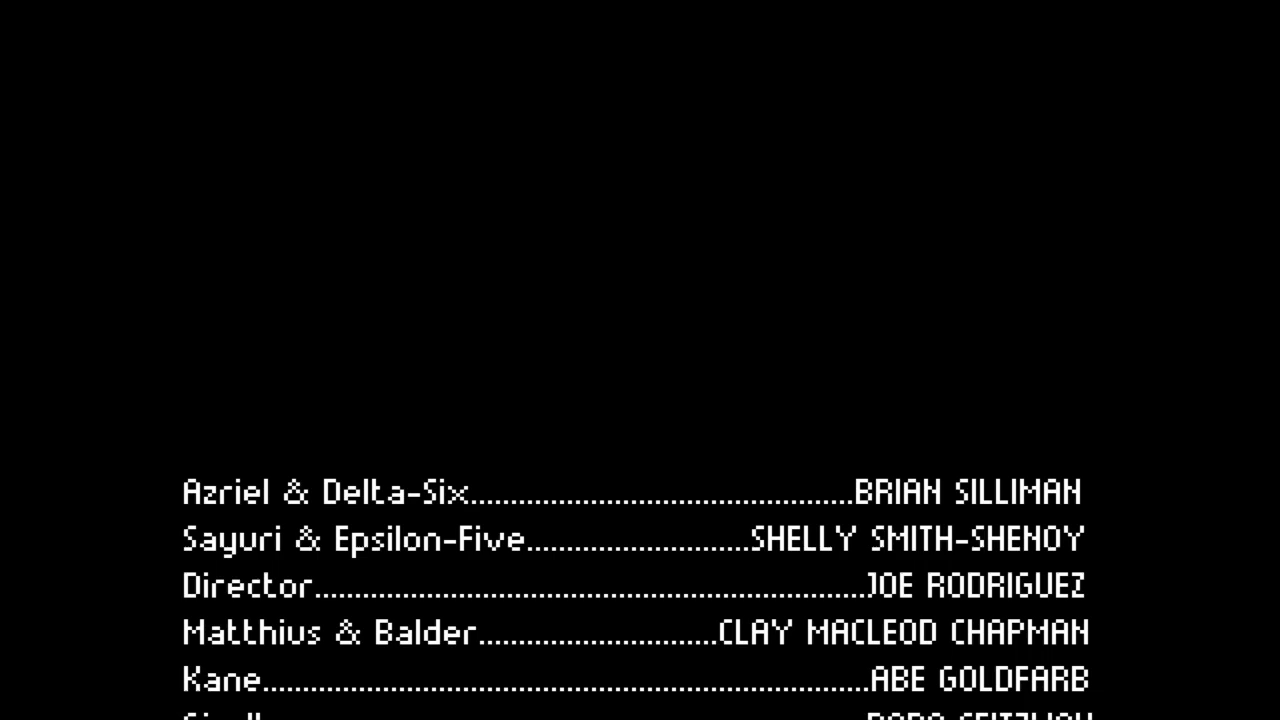 Azriel & Delta-Six................................................BRIAN SILLIMAN
Sayuri & Epsilon-Five............................SHELLY SMITH-SHENOY
Director.....................................................................JOE RODRIGUEZ
Matthius & Balder..............................CLAY MACLEOD CHAPMAN
Kane............................................................................ABE GOLDFARB